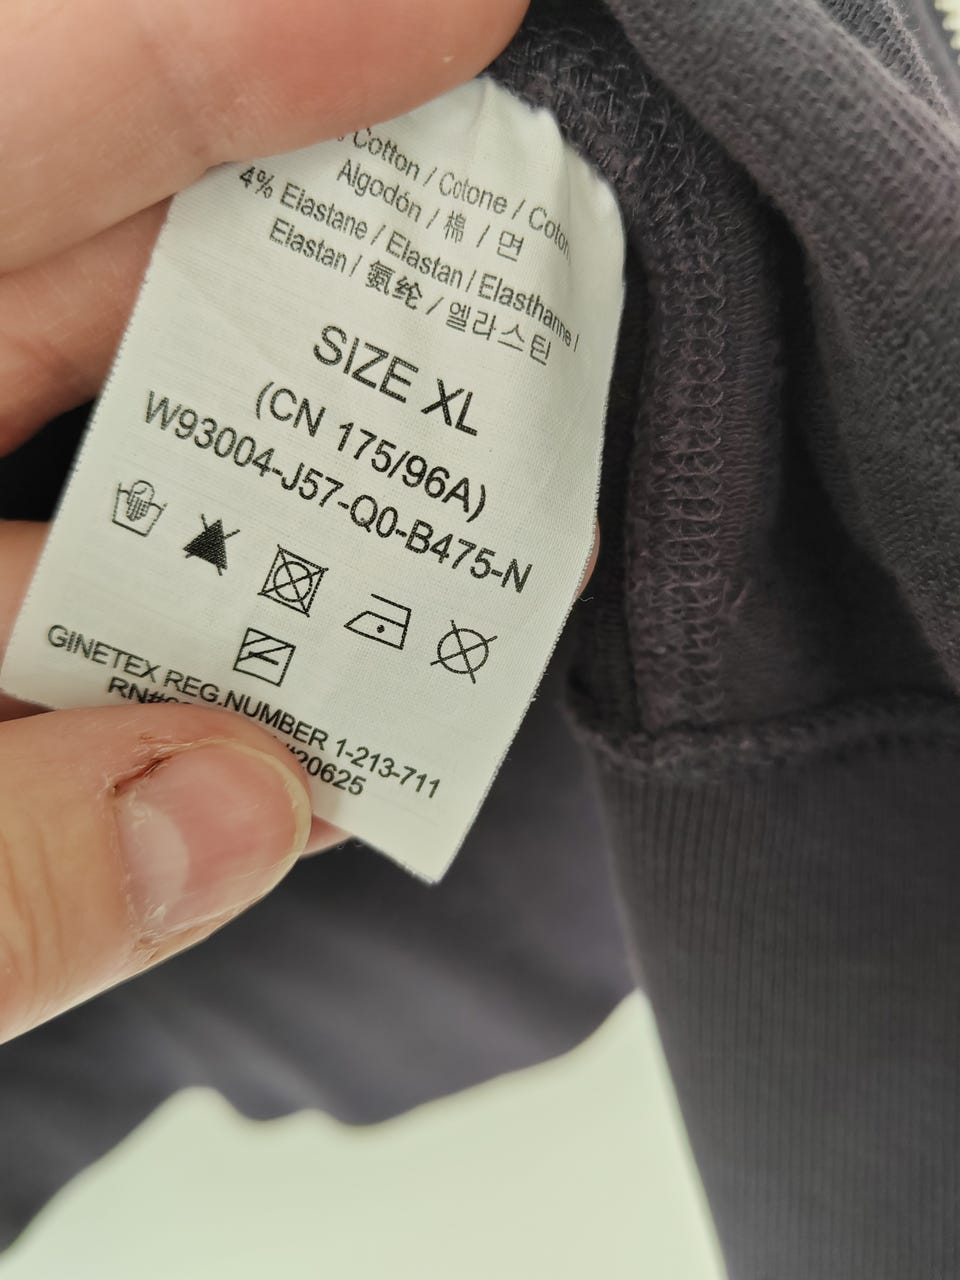 Cotton / Cotone / Coton
Algodón / 棉 / 면
4% Elastane / Elastan / Elasthanne /
Elastan / 氨纶 / 엘라스틴
SIZE XL
(CN 175/96A)
W93004-J57-Q0-B475-N
GINETEX REG.NUMBER 1-213-711
RN# 20625